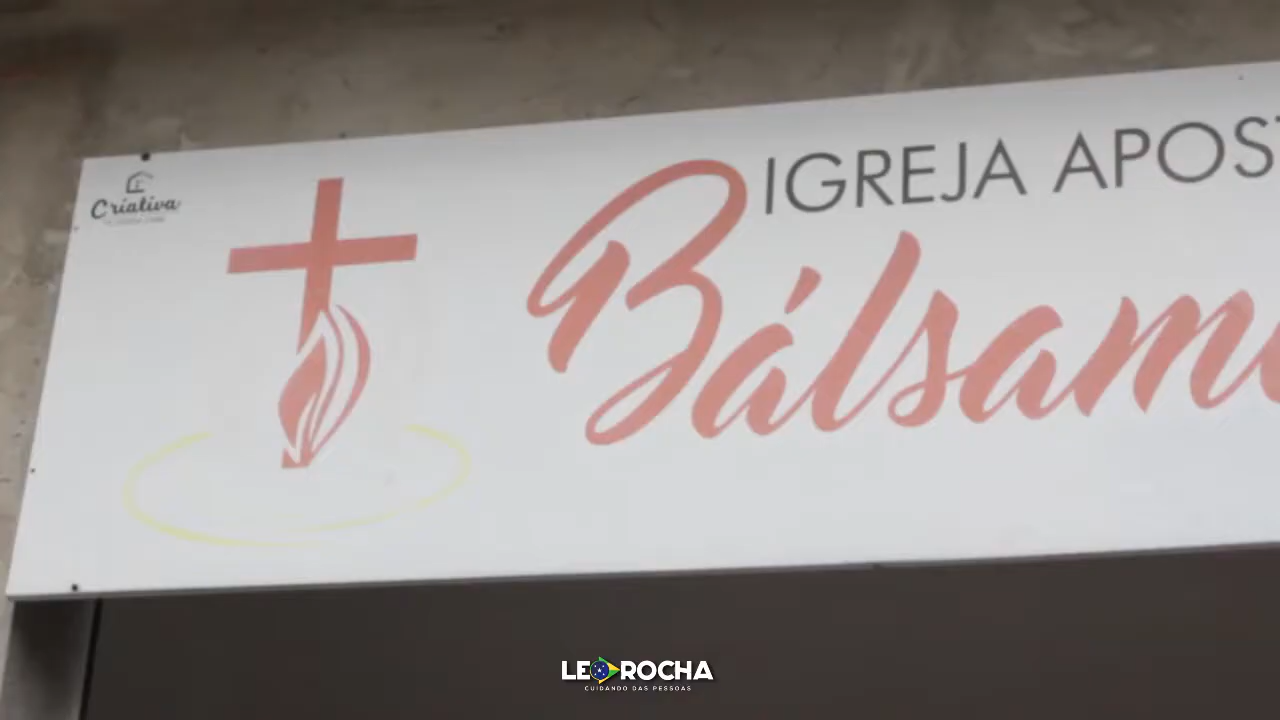 Criativa
IGREJA APOST
Bálsam
LEO ROCHA
CUIDANDO DAS PESSOAS